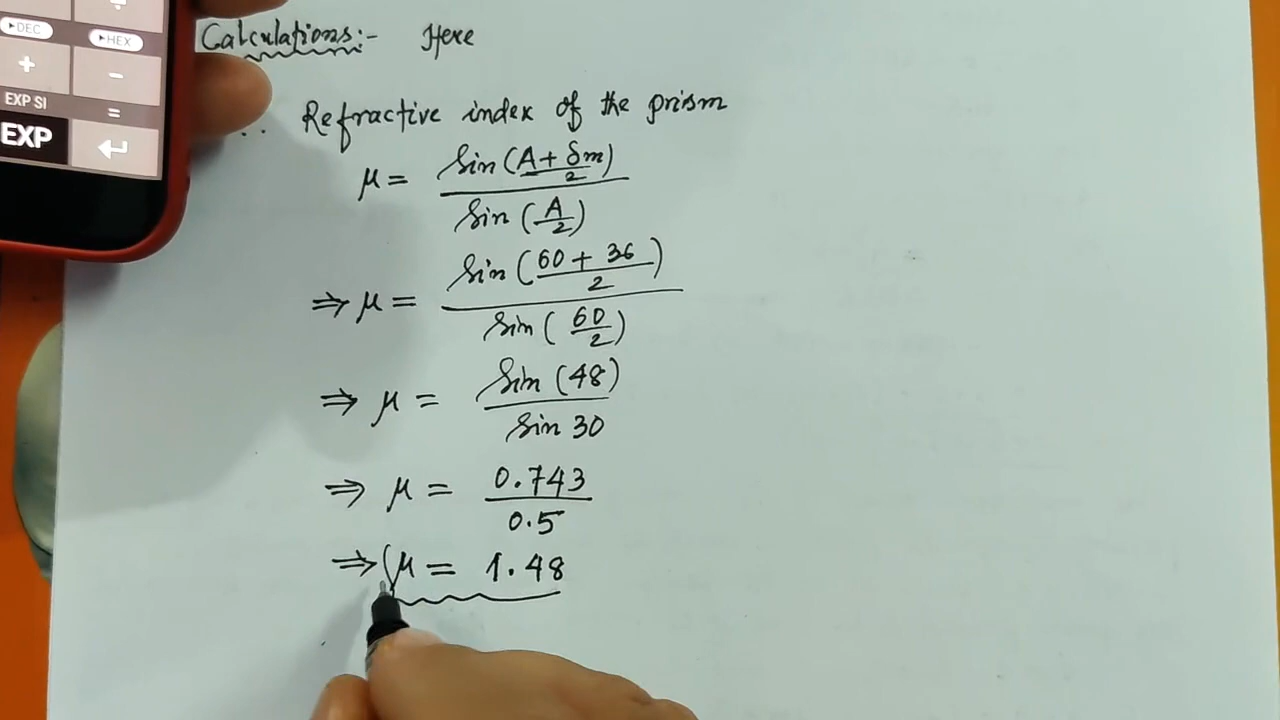 ▸DEC ▸HEX
+ −
EXP SI =
EXP ↵
Calculations:- Here
∴ Refractive index of the prism
μ = sin(A + δm / 2) / sin(A/2)
⇒ μ = sin(60 + 36 / 2) / sin(60/2)
⇒ μ = sin(48) / sin 30
⇒ μ = 0.743 / 0.5
⇒ (μ = 1.48